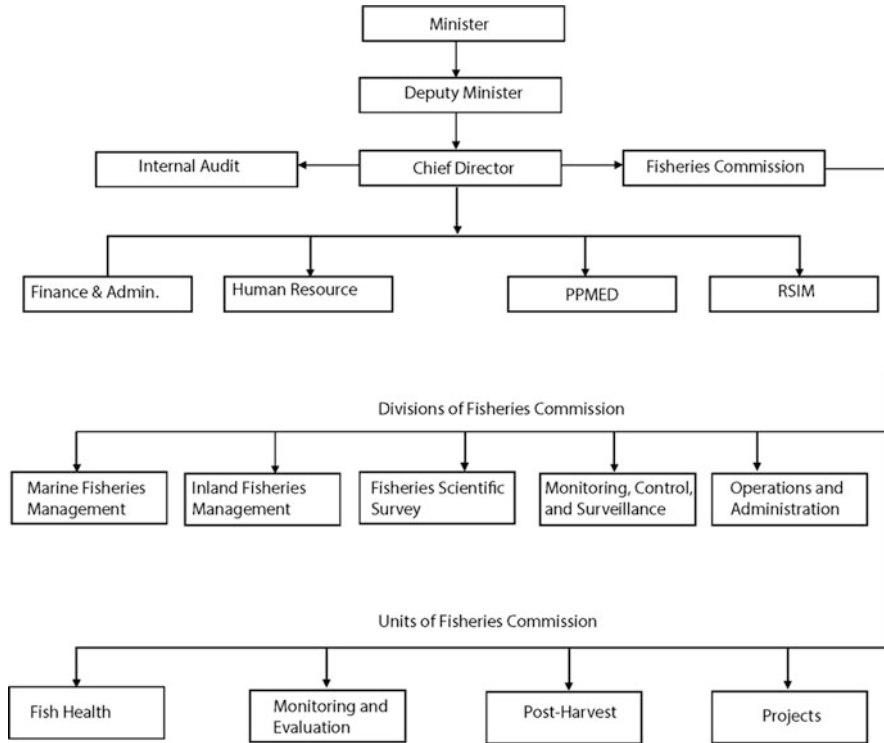 Minister
Deputy Minister
Internal Audit
Chief Director
Fisheries Commission
Finance & Admin.
Human Resource
PPMED
RSIM
Divisions of Fisheries Commission
Marine Fisheries
Management
Inland Fisheries
Management
Fisheries Scientific
Survey
Monitoring, Control,
and Surveillance
Operations and
Administration
Units of Fisheries Commission
Fish Health
Monitoring and
Evaluation
Post-Harvest
Projects